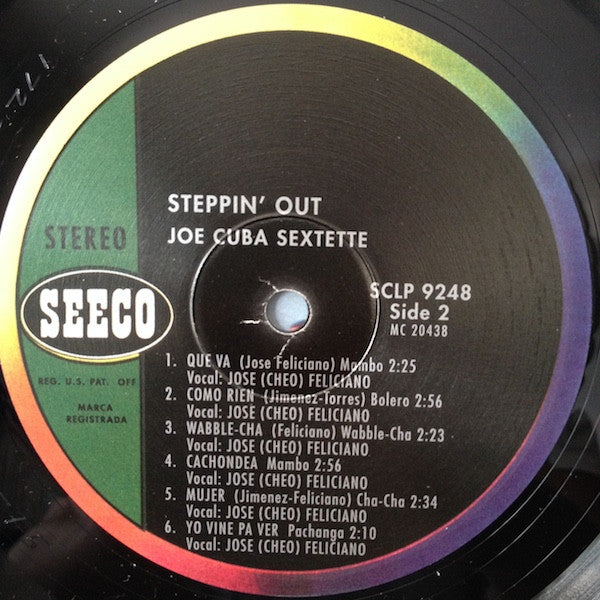 172
STEPPIN' OUT
JOE CUBA SEXTETTE
STEREO
SEECO
REG. U.S. PAT. OFF
MARCA
REGISTRADA
SCLP 9248
Side 2
MC 20438
1. QUE VA (Jose Feliciano) Mambo 2:25
Vocal: JOSE (CHEO) FELICIANO
2. COMO RIEN (Jimenez-Torres) Bolero 2:56
Vocal: JOSE (CHEO) FELICIANO
3. WABBLE-CHA (Feliciano) Wabble-Cha 2:23
Vocal: JOSE (CHEO) FELICIANO
4. CACHONDEA Mambo 2:56
Vocal: JOSE (CHEO) FELICIANO
5. MUJER (Jimenez-Feliciano) Cha-Cha 2:34
Vocal: JOSE (CHEO) FELICIANO
6. YO VINE PA VER Pachanga 2:10
Vocal: JOSE (CHEO) FELICIANO